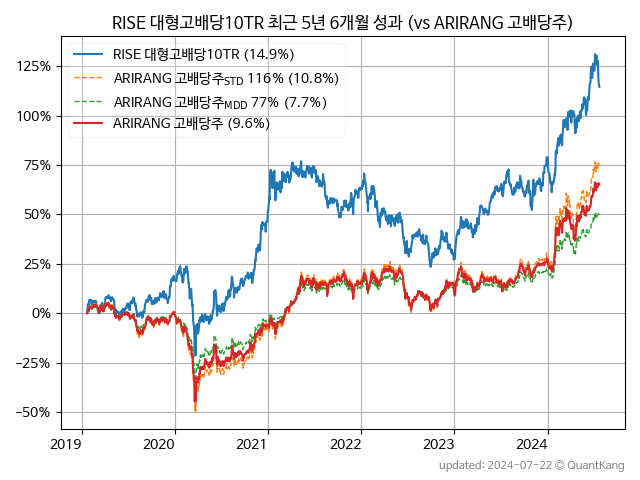 RISE 대형고배당10TR 최근 5년 6개월 성과 (vs ARIRANG 고배당주)
RISE 대형고배당10TR (14.9%)
ARIRANG 고배당주STD 116% (10.8%)
ARIRANG 고배당주MDD 77% (7.7%)
ARIRANG 고배당주 (9.6%)
125%
100%
75%
50%
25%
0%
−25%
−50%
2019 2020 2021 2022 2023 2024
updated: 2024-07-22 ⓒ QuantKang